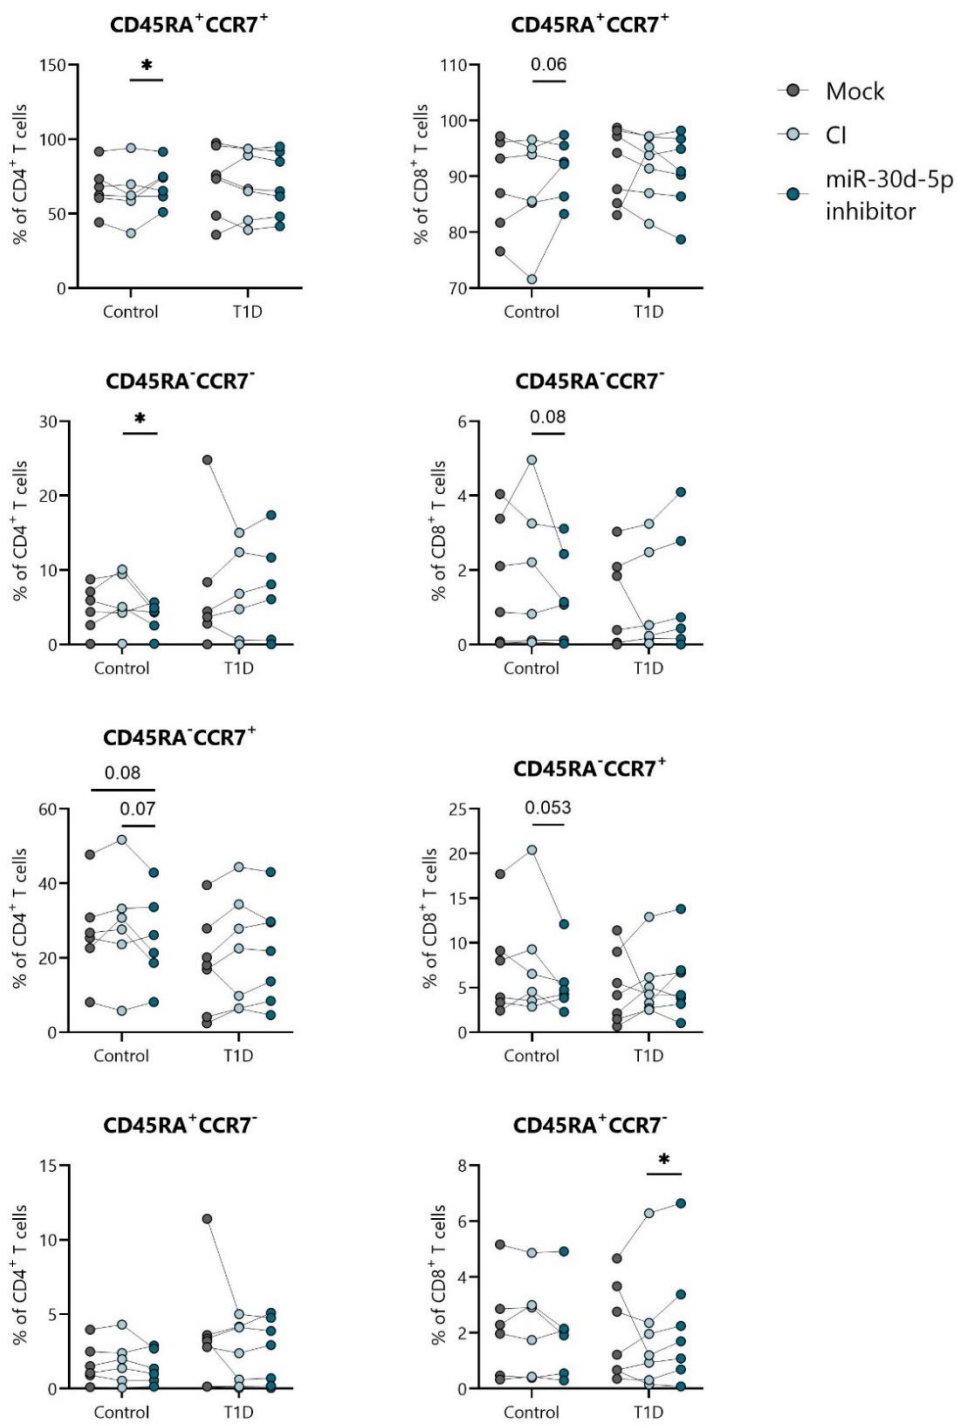 CD45RA⁺CCR7⁺
*
150
100
50
0
% of CD4⁺ T cells
Control T1D
CD45RA⁺CCR7⁺
0.06
110
100
90
80
70
% of CD8⁺ T cells
Control T1D
Mock
CI
miR-30d-5p
inhibitor
CD45RA⁻CCR7⁻
*
30
20
10
0
% of CD4⁺ T cells
Control T1D
CD45RA⁻CCR7⁻
0.08
6
4
2
0
% of CD8⁺ T cells
Control T1D
CD45RA⁻CCR7⁺
0.08
0.07
60
40
20
0
% of CD4⁺ T cells
Control T1D
CD45RA⁻CCR7⁺
0.053
25
20
15
10
5
0
% of CD8⁺ T cells
Control T1D
CD45RA⁺CCR7⁻
15
10
5
0
% of CD4⁺ T cells
Control T1D
CD45RA⁺CCR7⁻
*
8
6
4
2
0
% of CD8⁺ T cells
Control T1D